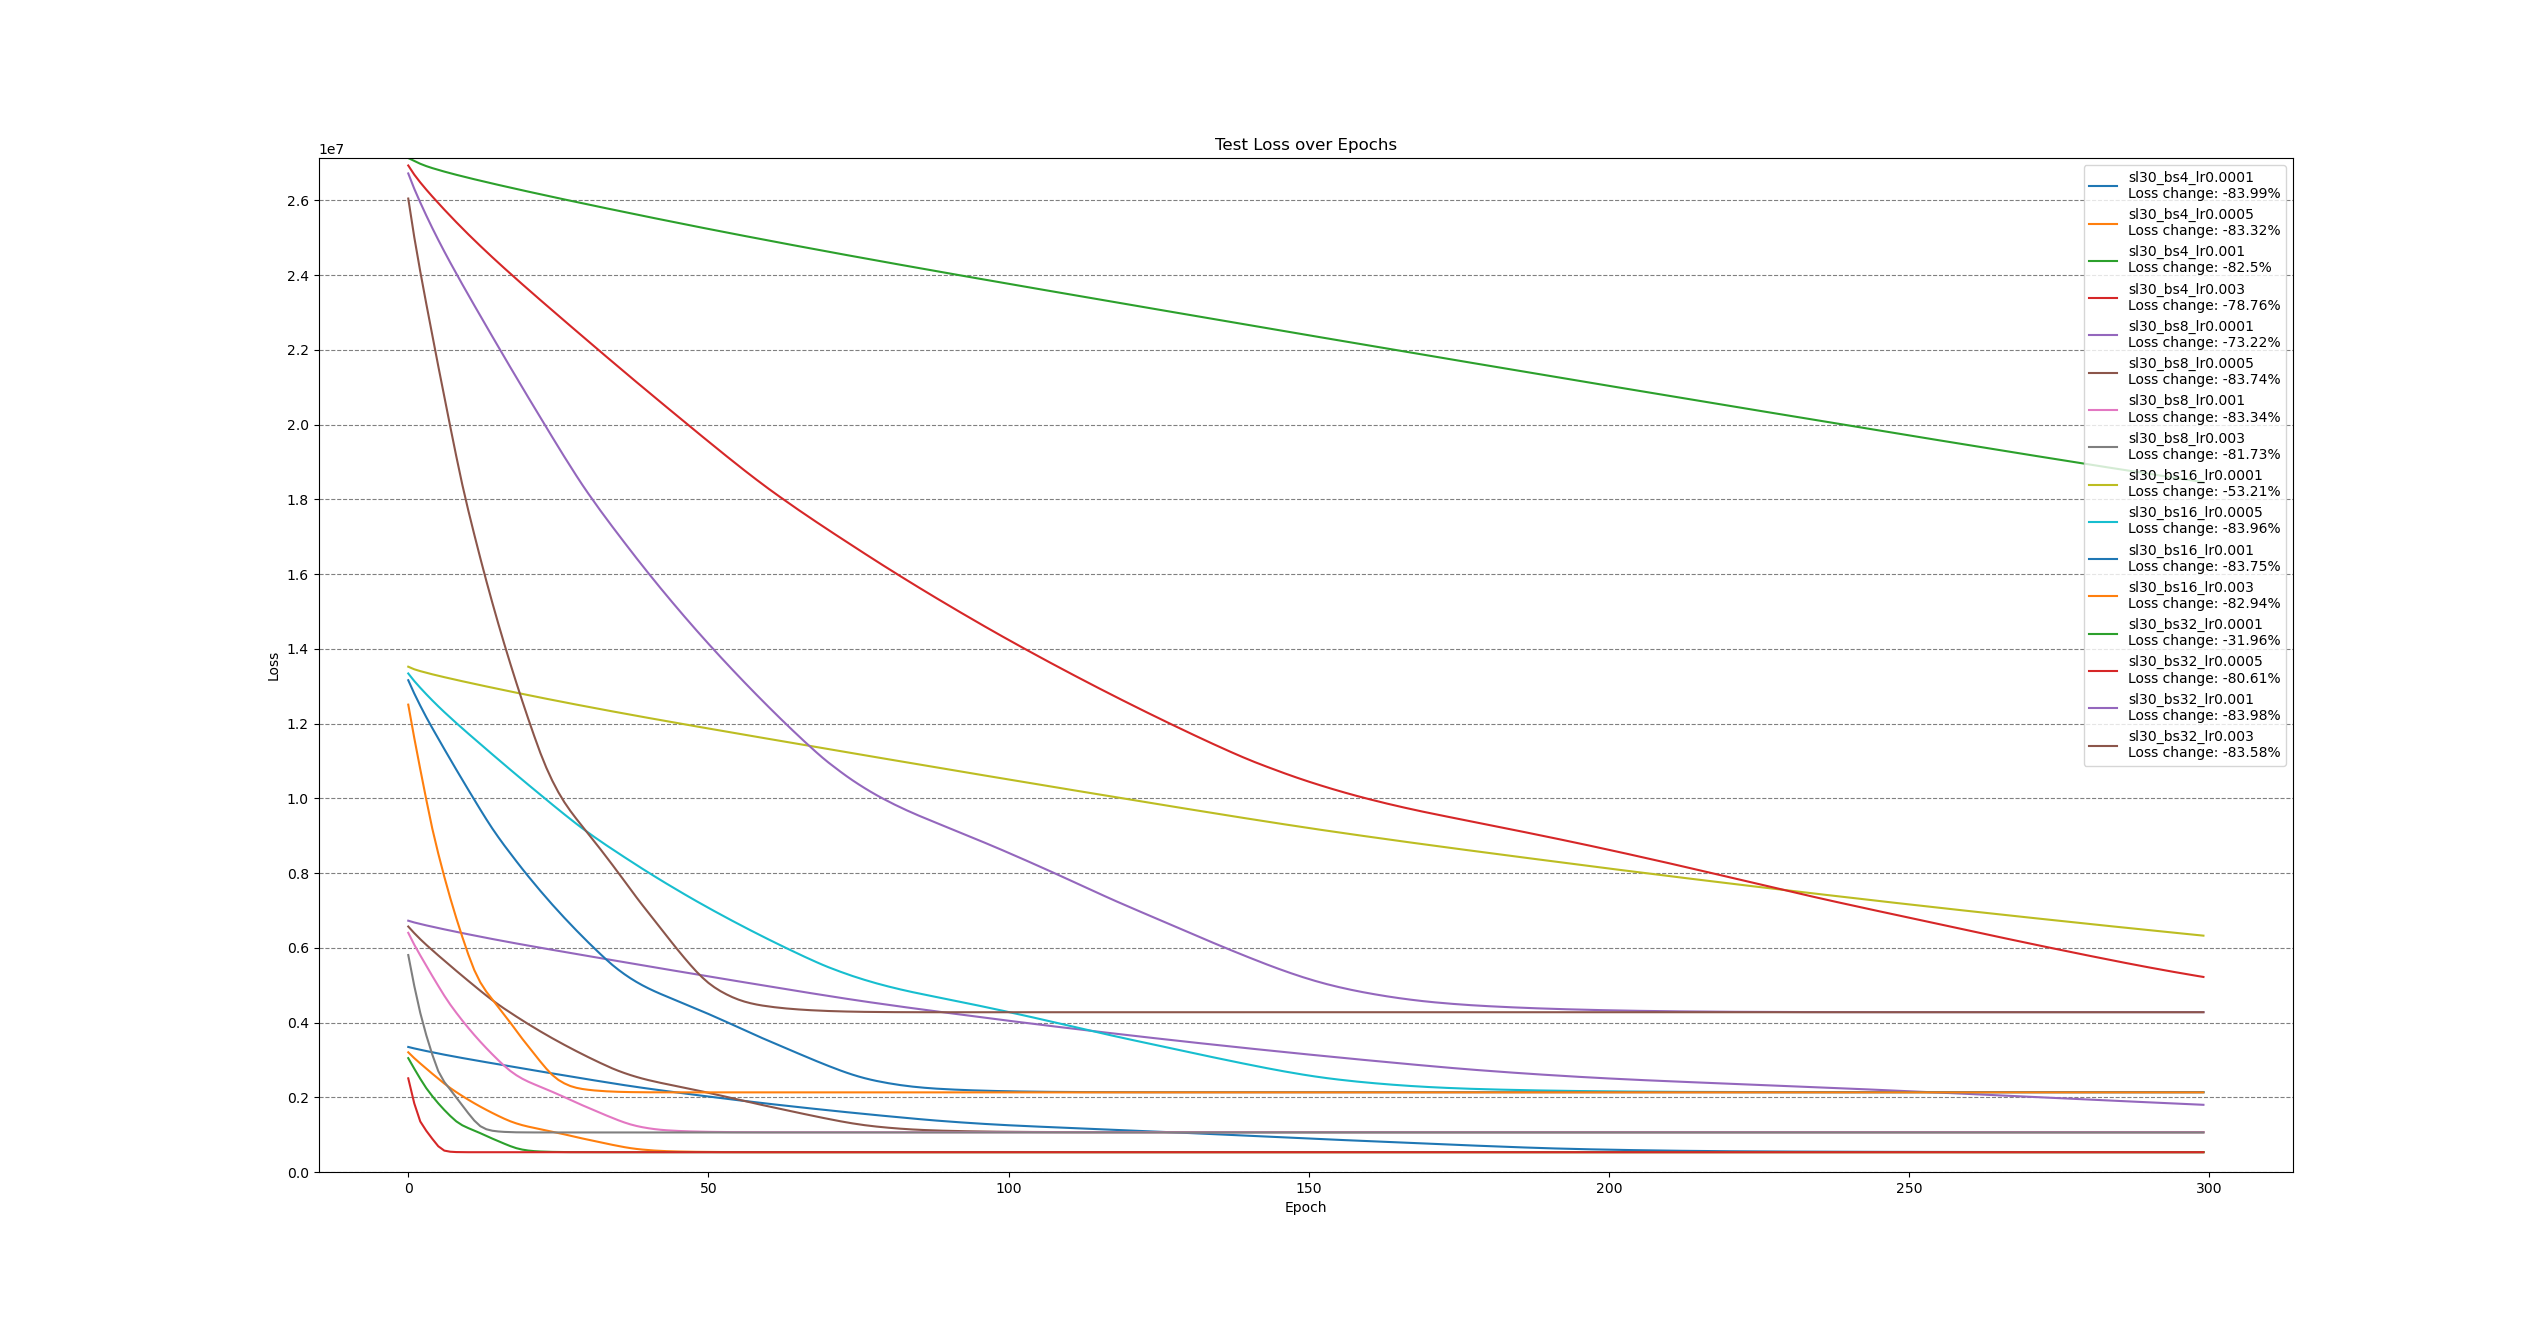 Test Loss over Epochs
1e7
2.6
2.4
2.2
2.0
1.8
1.6
1.4
1.2
1.0
0.8
0.6
0.4
0.2
0.0
Loss
0 50 100 150 200 250 300
Epoch
sl30_bs4_lr0.0001
Loss change: -83.99%
sl30_bs4_lr0.0005
Loss change: -83.32%
sl30_bs4_lr0.001
Loss change: -82.5%
sl30_bs4_lr0.003
Loss change: -78.76%
sl30_bs8_lr0.0001
Loss change: -73.22%
sl30_bs8_lr0.0005
Loss change: -83.74%
sl30_bs8_lr0.001
Loss change: -83.34%
sl30_bs8_lr0.003
Loss change: -81.73%
sl30_bs16_lr0.0001
Loss change: -53.21%
sl30_bs16_lr0.0005
Loss change: -83.96%
sl30_bs16_lr0.001
Loss change: -83.75%
sl30_bs16_lr0.003
Loss change: -82.94%
sl30_bs32_lr0.0001
Loss change: -31.96%
sl30_bs32_lr0.0005
Loss change: -80.61%
sl30_bs32_lr0.001
Loss change: -83.98%
sl30_bs32_lr0.003
Loss change: -83.58%